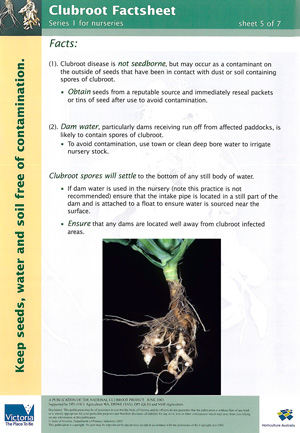 Clubroot Factsheet
Series 1 for nurseries
sheet 5 of 7
Keep seeds, water and soil free of contamination.
Facts:
(1). Clubroot disease is not seedborne, but may occur as a contaminant on
the outside of seeds that have been in contact with dust or soil containing
spores of clubroot.
• Obtain seeds from a reputable source and immediately reseal packets
or tins of seed after use to avoid contamination.
(2). Dam water, particularly dams receiving run off from affected paddocks, is
likely to contain spores of clubroot.
• To avoid contamination, use town or clean deep bore water to irrigate
nursery stock.
Clubroot spores will settle to the bottom of any still body of water.
• If dam water is used in the nursery (note this practice is not
recommended) ensure that the intake pipe is located in a still part of the
dam and is attached to a float to ensure water is sourced near the
surface.
• Ensure that any dams are located well away from clubroot infected
areas.
A PUBLICATION OF THE NATIONAL CLUBROOT PROJECT
Victoria
The Place To Be
Horticulture Australia